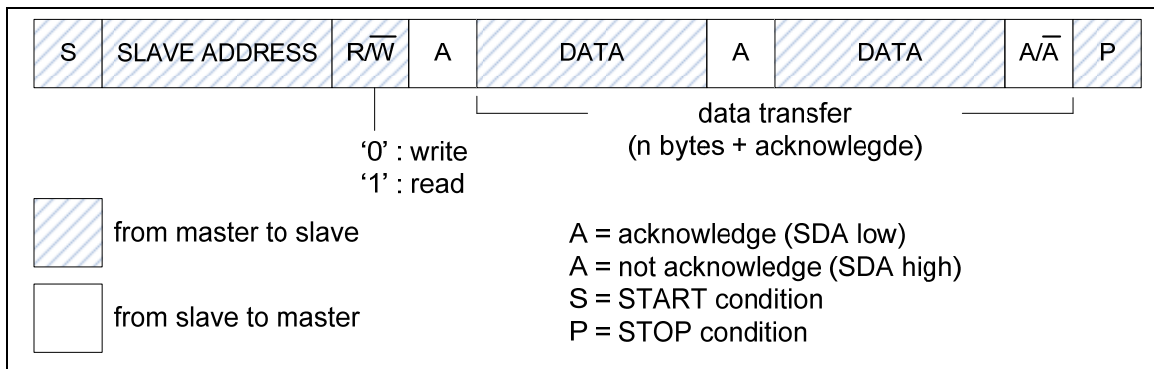 S SLAVE ADDRESS R/W̅ A DATA A DATA A/A̅ P
data transfer
(n bytes + acknowlegde)
‘0’ : write
‘1’ : read
from master to slave
from slave to master
A = acknowledge (SDA low)
A = not acknowledge (SDA high)
S = START condition
P = STOP condition